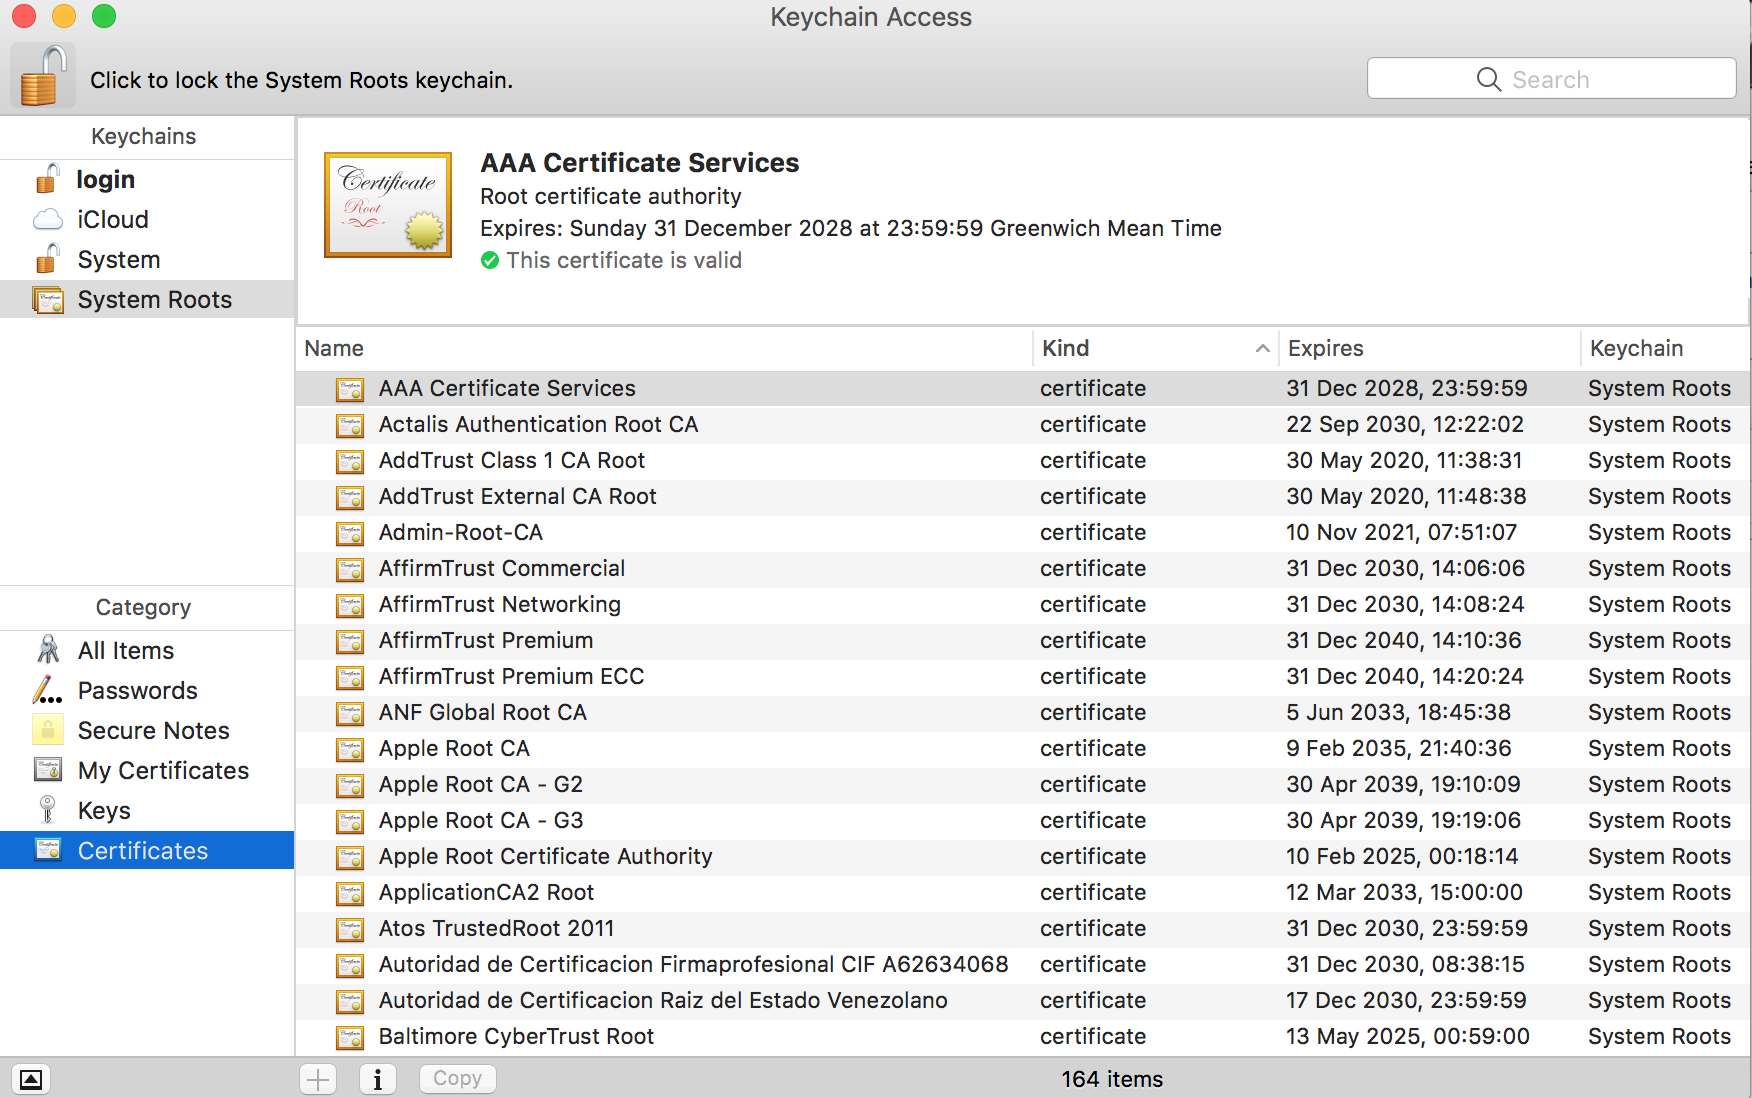 Keychain Access
Click to lock the System Roots keychain.
Search
Keychains
login
iCloud
System
System Roots
Category
All Items
Passwords
Secure Notes
My Certificates
Keys
Certificates
Certificate
Root
AAA Certificate Services
Root certificate authority
Expires: Sunday 31 December 2028 at 23:59:59 Greenwich Mean Time
This certificate is valid
Name Kind Expires Keychain
AAA Certificate Services certificate 31 Dec 2028, 23:59:59 System Roots
Actalis Authentication Root CA certificate 22 Sep 2030, 12:22:02 System Roots
AddTrust Class 1 CA Root certificate 30 May 2020, 11:38:31 System Roots
AddTrust External CA Root certificate 30 May 2020, 11:48:38 System Roots
Admin-Root-CA certificate 10 Nov 2021, 07:51:07 System Roots
AffirmTrust Commercial certificate 31 Dec 2030, 14:06:06 System Roots
AffirmTrust Networking certificate 31 Dec 2030, 14:08:24 System Roots
AffirmTrust Premium certificate 31 Dec 2040, 14:10:36 System Roots
AffirmTrust Premium ECC certificate 31 Dec 2040, 14:20:24 System Roots
ANF Global Root CA certificate 5 Jun 2033, 18:45:38 System Roots
Apple Root CA certificate 9 Feb 2035, 21:40:36 System Roots
Apple Root CA - G2 certificate 30 Apr 2039, 19:10:09 System Roots
Apple Root CA - G3 certificate 30 Apr 2039, 19:19:06 System Roots
Apple Root Certificate Authority certificate 10 Feb 2025, 00:18:14 System Roots
ApplicationCA2 Root certificate 12 Mar 2033, 15:00:00 System Roots
Atos TrustedRoot 2011 certificate 31 Dec 2030, 23:59:59 System Roots
Autoridad de Certificacion Firmaprofesional CIF A62634068 certificate 31 Dec 2030, 08:38:15 System Roots
Autoridad de Certificacion Raiz del Estado Venezolano certificate 17 Dec 2030, 23:59:59 System Roots
Baltimore CyberTrust Root certificate 13 May 2025, 00:59:00 System Roots
Copy
164 items